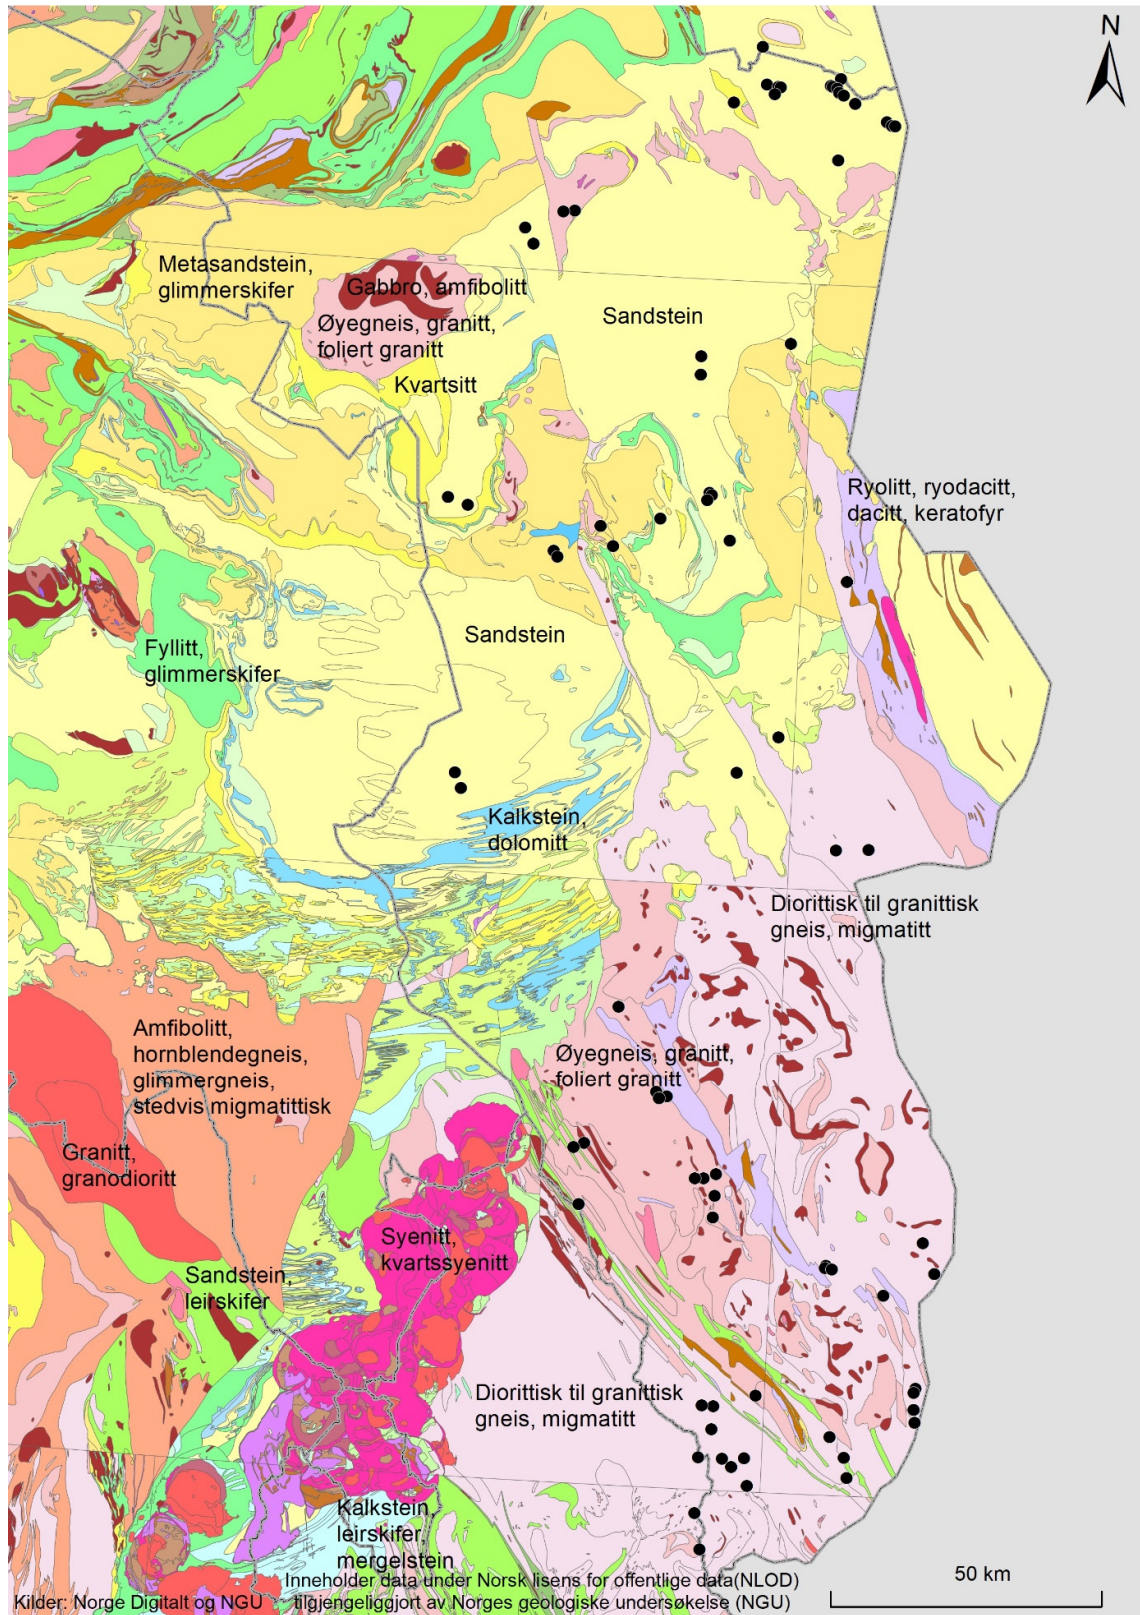 N
Metasandstein,
glimmerskifer
Gabbro, amfibolitt
Øyegneis, granitt,
foliert granitt
Sandstein
Kvartsitt
Ryolitt, ryodacitt,
dacitt, keratofyr
Sandstein
Fyllitt,
glimmerskifer
Kalkstein,
dolomitt
Diorittisk til granittisk
gneis, migmatitt
Amfibolitt,
hornblendegneis,
glimmergneis,
stedvis migmatittisk
Øyegneis, granitt,
foliert granitt
Granitt,
granodioritt
Syenitt,
kvartssyenitt
Sandstein,
leirskifer
Diorittisk til granittisk
gneis, migmatitt
Kalkstein,
leirskifer,
mergelstein
50 km
Inneholder data under Norsk lisens for offentlige data(NLOD)
Kilder: Norge Digitalt og NGU
tilgjengeliggjort av Norges geologiske undersøkelse (NGU)